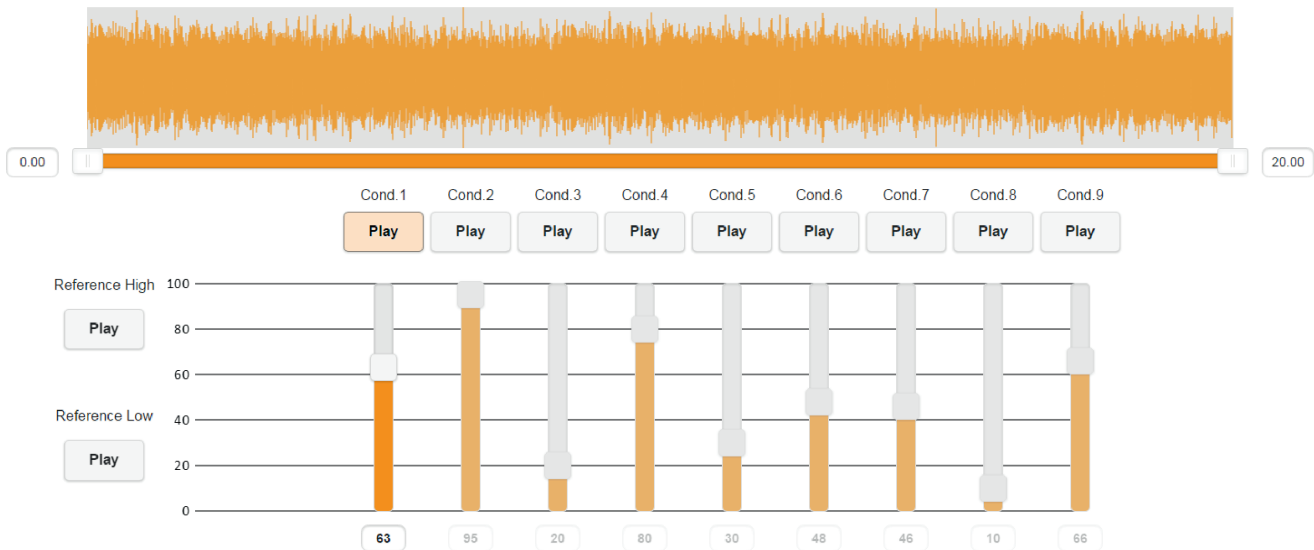 0.00 20.00
Cond.1 Cond.2 Cond.3 Cond.4 Cond.5 Cond.6 Cond.7 Cond.8 Cond.9
Play Play Play Play Play Play Play Play Play
Reference High 100
Play 80
60
Reference Low 40
Play 20
0
63 95 20 80 30 48 46 10 66